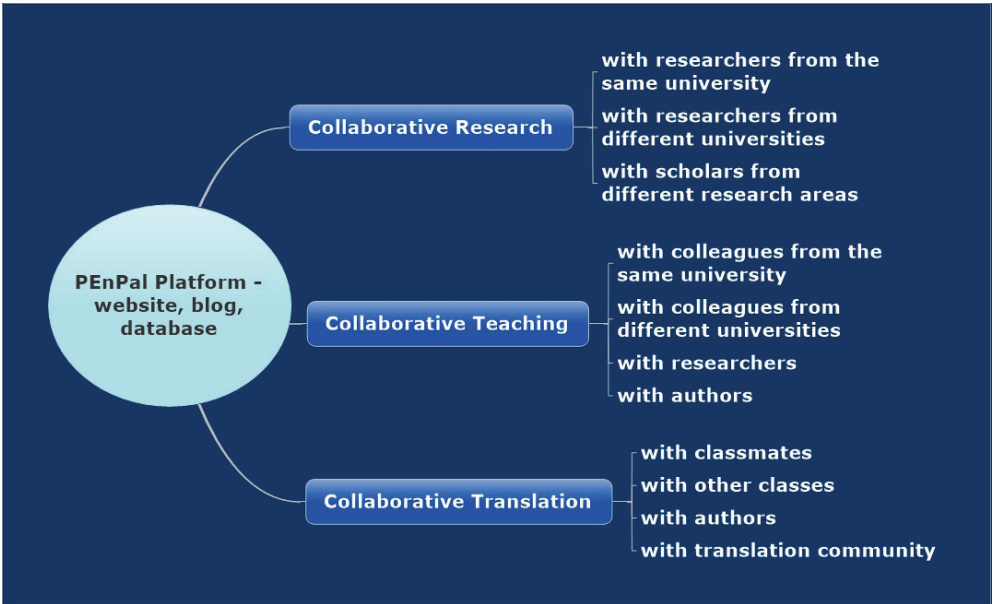 PEnPal Platform -
website, blog,
database
Collaborative Research
with researchers from the
same university
with researchers from
different universities
with scholars from
different research areas
Collaborative Teaching
with colleagues from the
same university
with colleagues from
different universities
with researchers
with authors
Collaborative Translation
with classmates
with other classes
with authors
with translation community